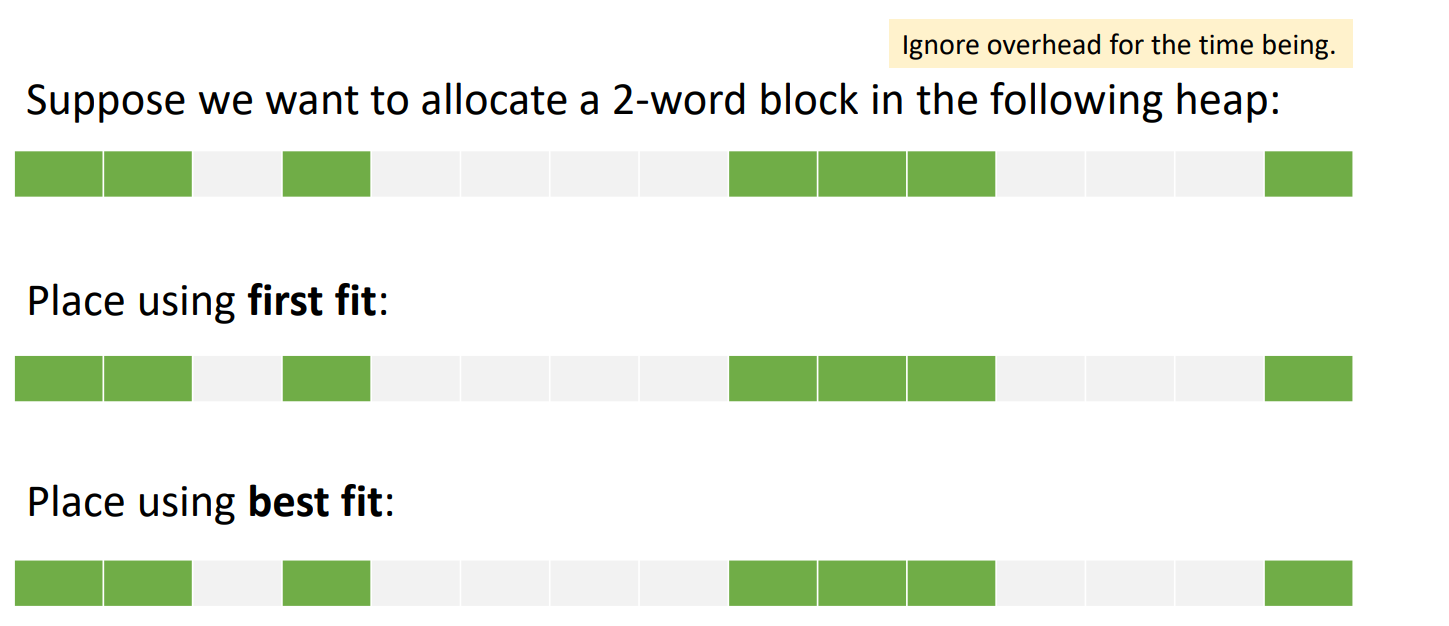 Ignore overhead for the time being.
Suppose we want to allocate a 2-word block in the following heap:
Place using first fit:
Place using best fit: